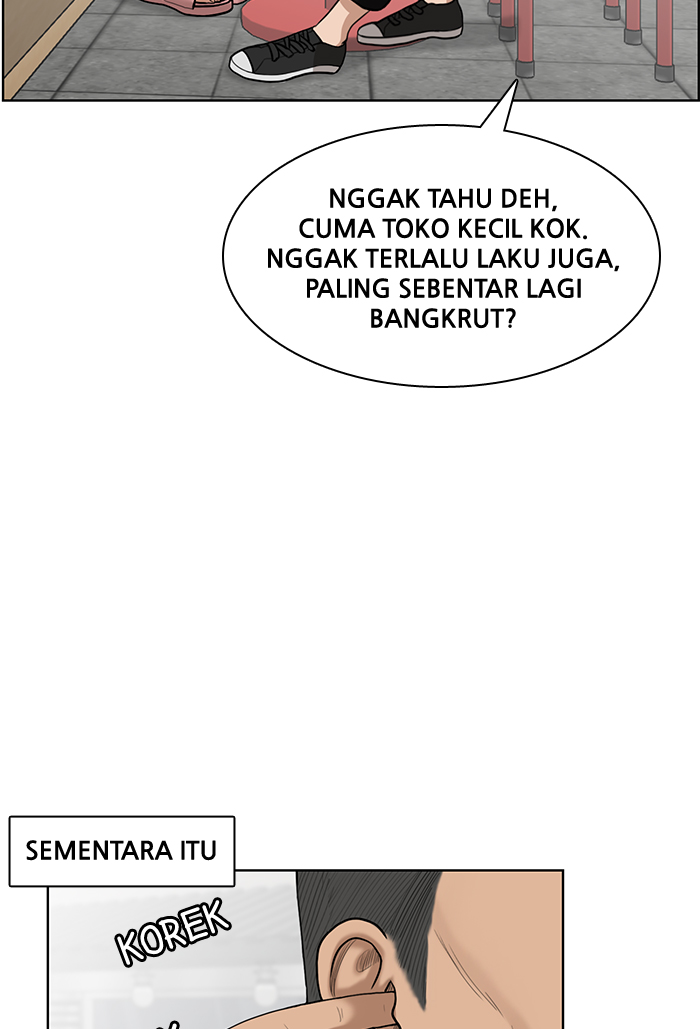 NGGAK TAHU DEH,
CUMA TOKO KECIL KOK.
NGGAK TERLALU LAKU JUGA,
PALING SEBENTAR LAGI
BANGKRUT?
SEMENTARA ITU
KOREK